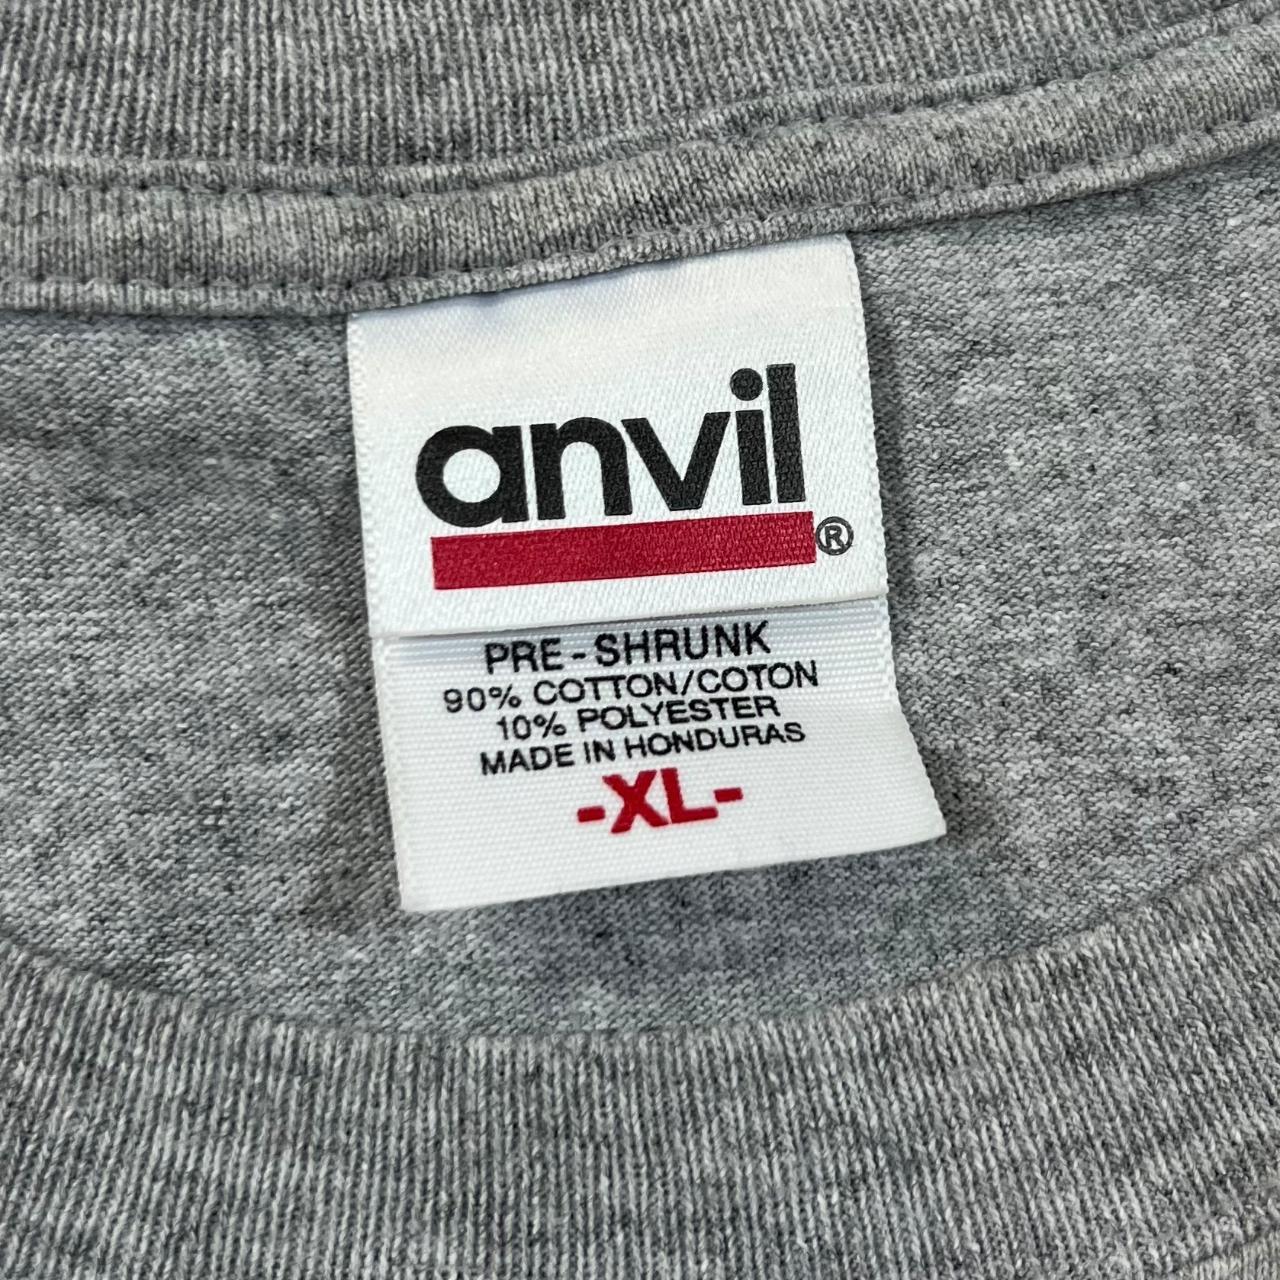 anvil
®
PRE-SHRUNK
90% COTTON/COTON
10% POLYESTER
MADE IN HONDURAS
-XL-